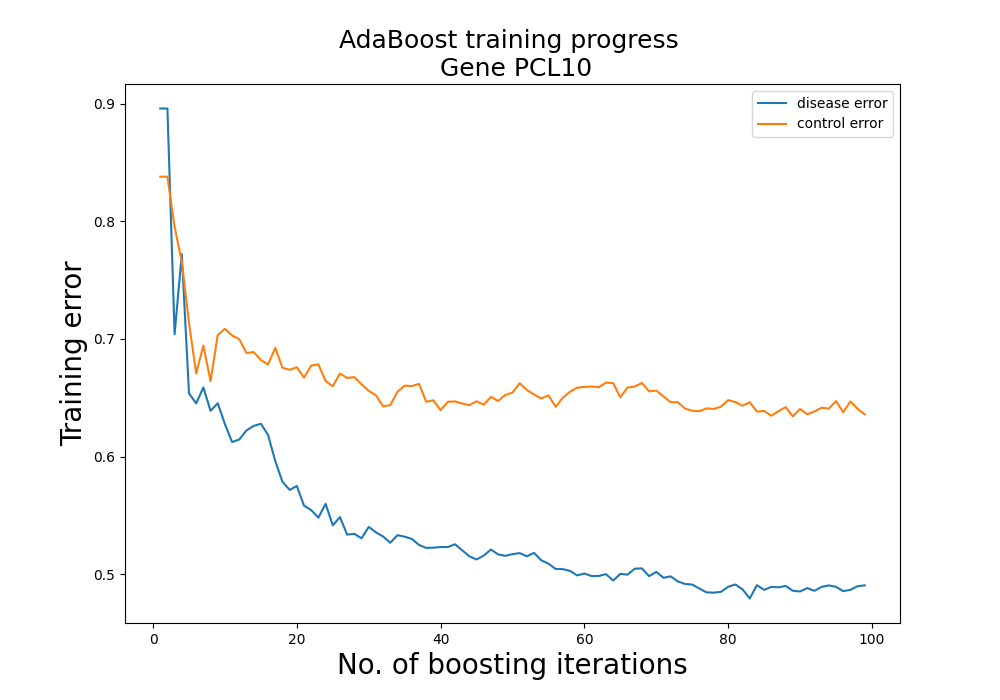 AdaBoost training progress
Gene PCL10
disease error
control error
Training error
0.9
0.8
0.7
0.6
0.5
0
20
40
60
80
100
No. of boosting iterations